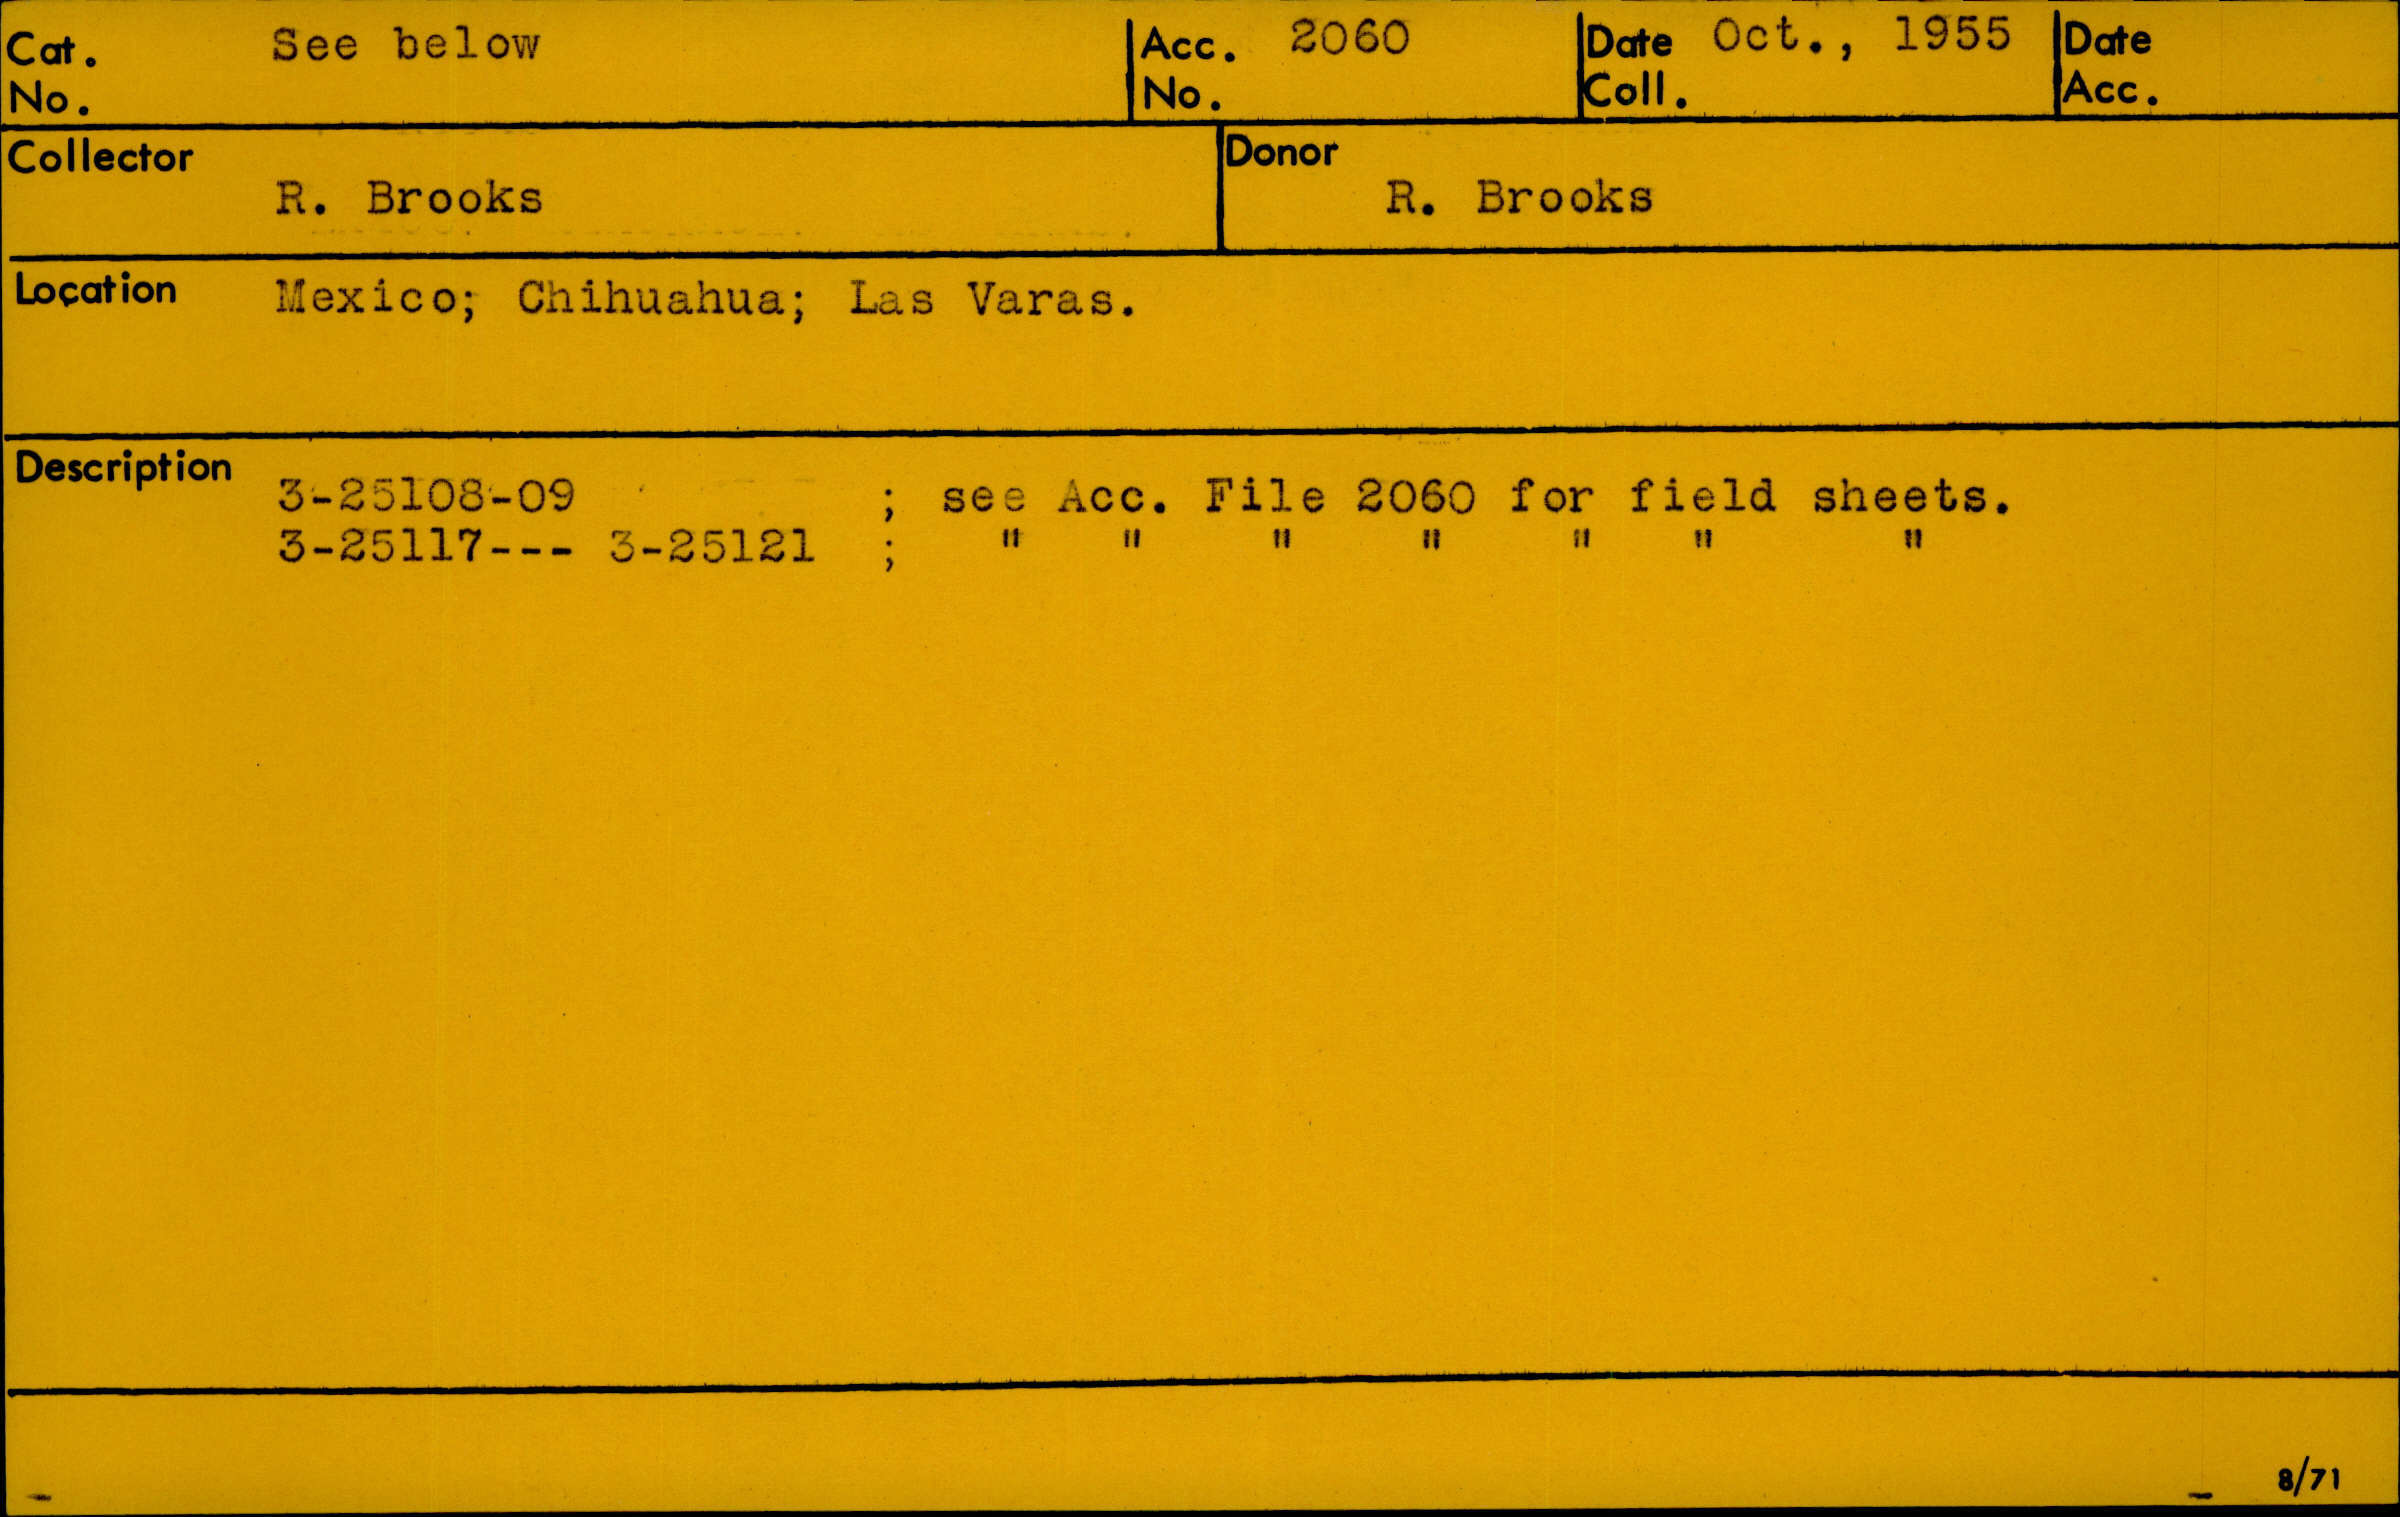 Cat. No. See below Acc. No. 2060 Date Coll. Oct., 1955 Date Acc.
Collector R. Brooks Donor R. Brooks
Location Mexico; Chihuahua; Las Varas.
Description
3-25108-09 ; see Acc. File 2060 for field sheets.
3-25117--- 3-25121 ; " " " " " " "
8/71